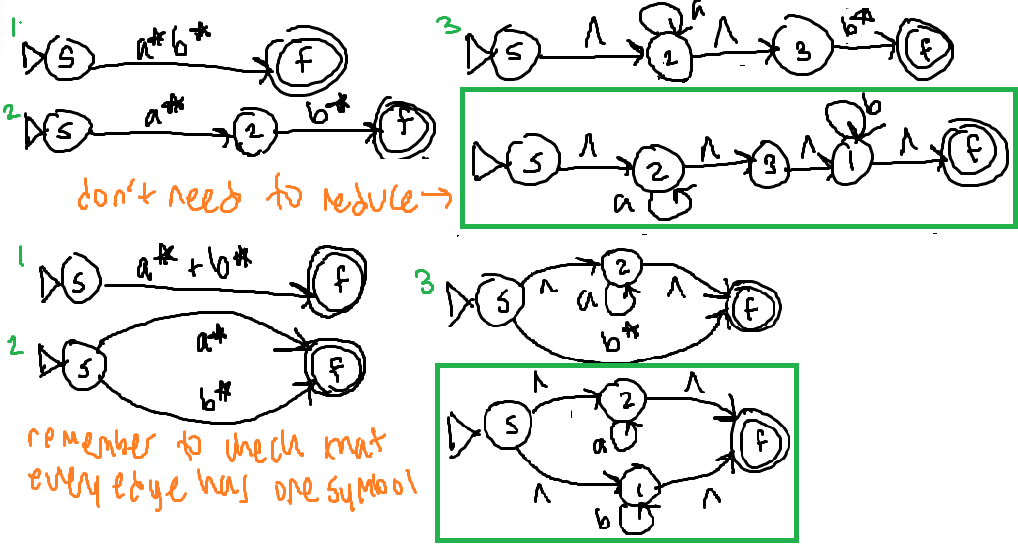 1
S a* b* f
2
S a* 2 b* f
3
S Λ 2 a Λ 3 b* f
S Λ 2 a Λ 3 Λ 1 b Λ f
don't need to reduce →
1
S a* + b* f
2
S a* b* f
remember to check that
every edge has one symbol
3
S Λ 2 a Λ b* f
S Λ 2 a Λ Λ 1 b Λ f